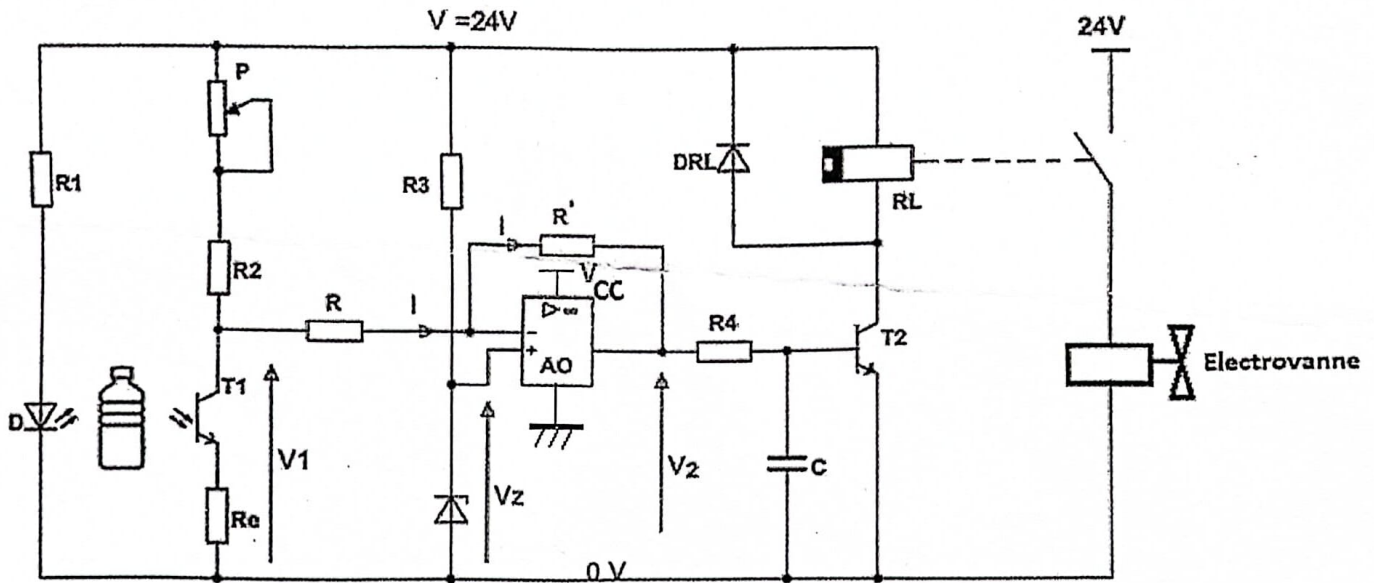 V =24V
24V
P
R1
R3
DRL
RL
I
R'
R2
V
CC
R
I
▷∞
-
+
AO
R4
T2
Electrovanne
T1
D
V1
Vz
V2
C
Re
0 V